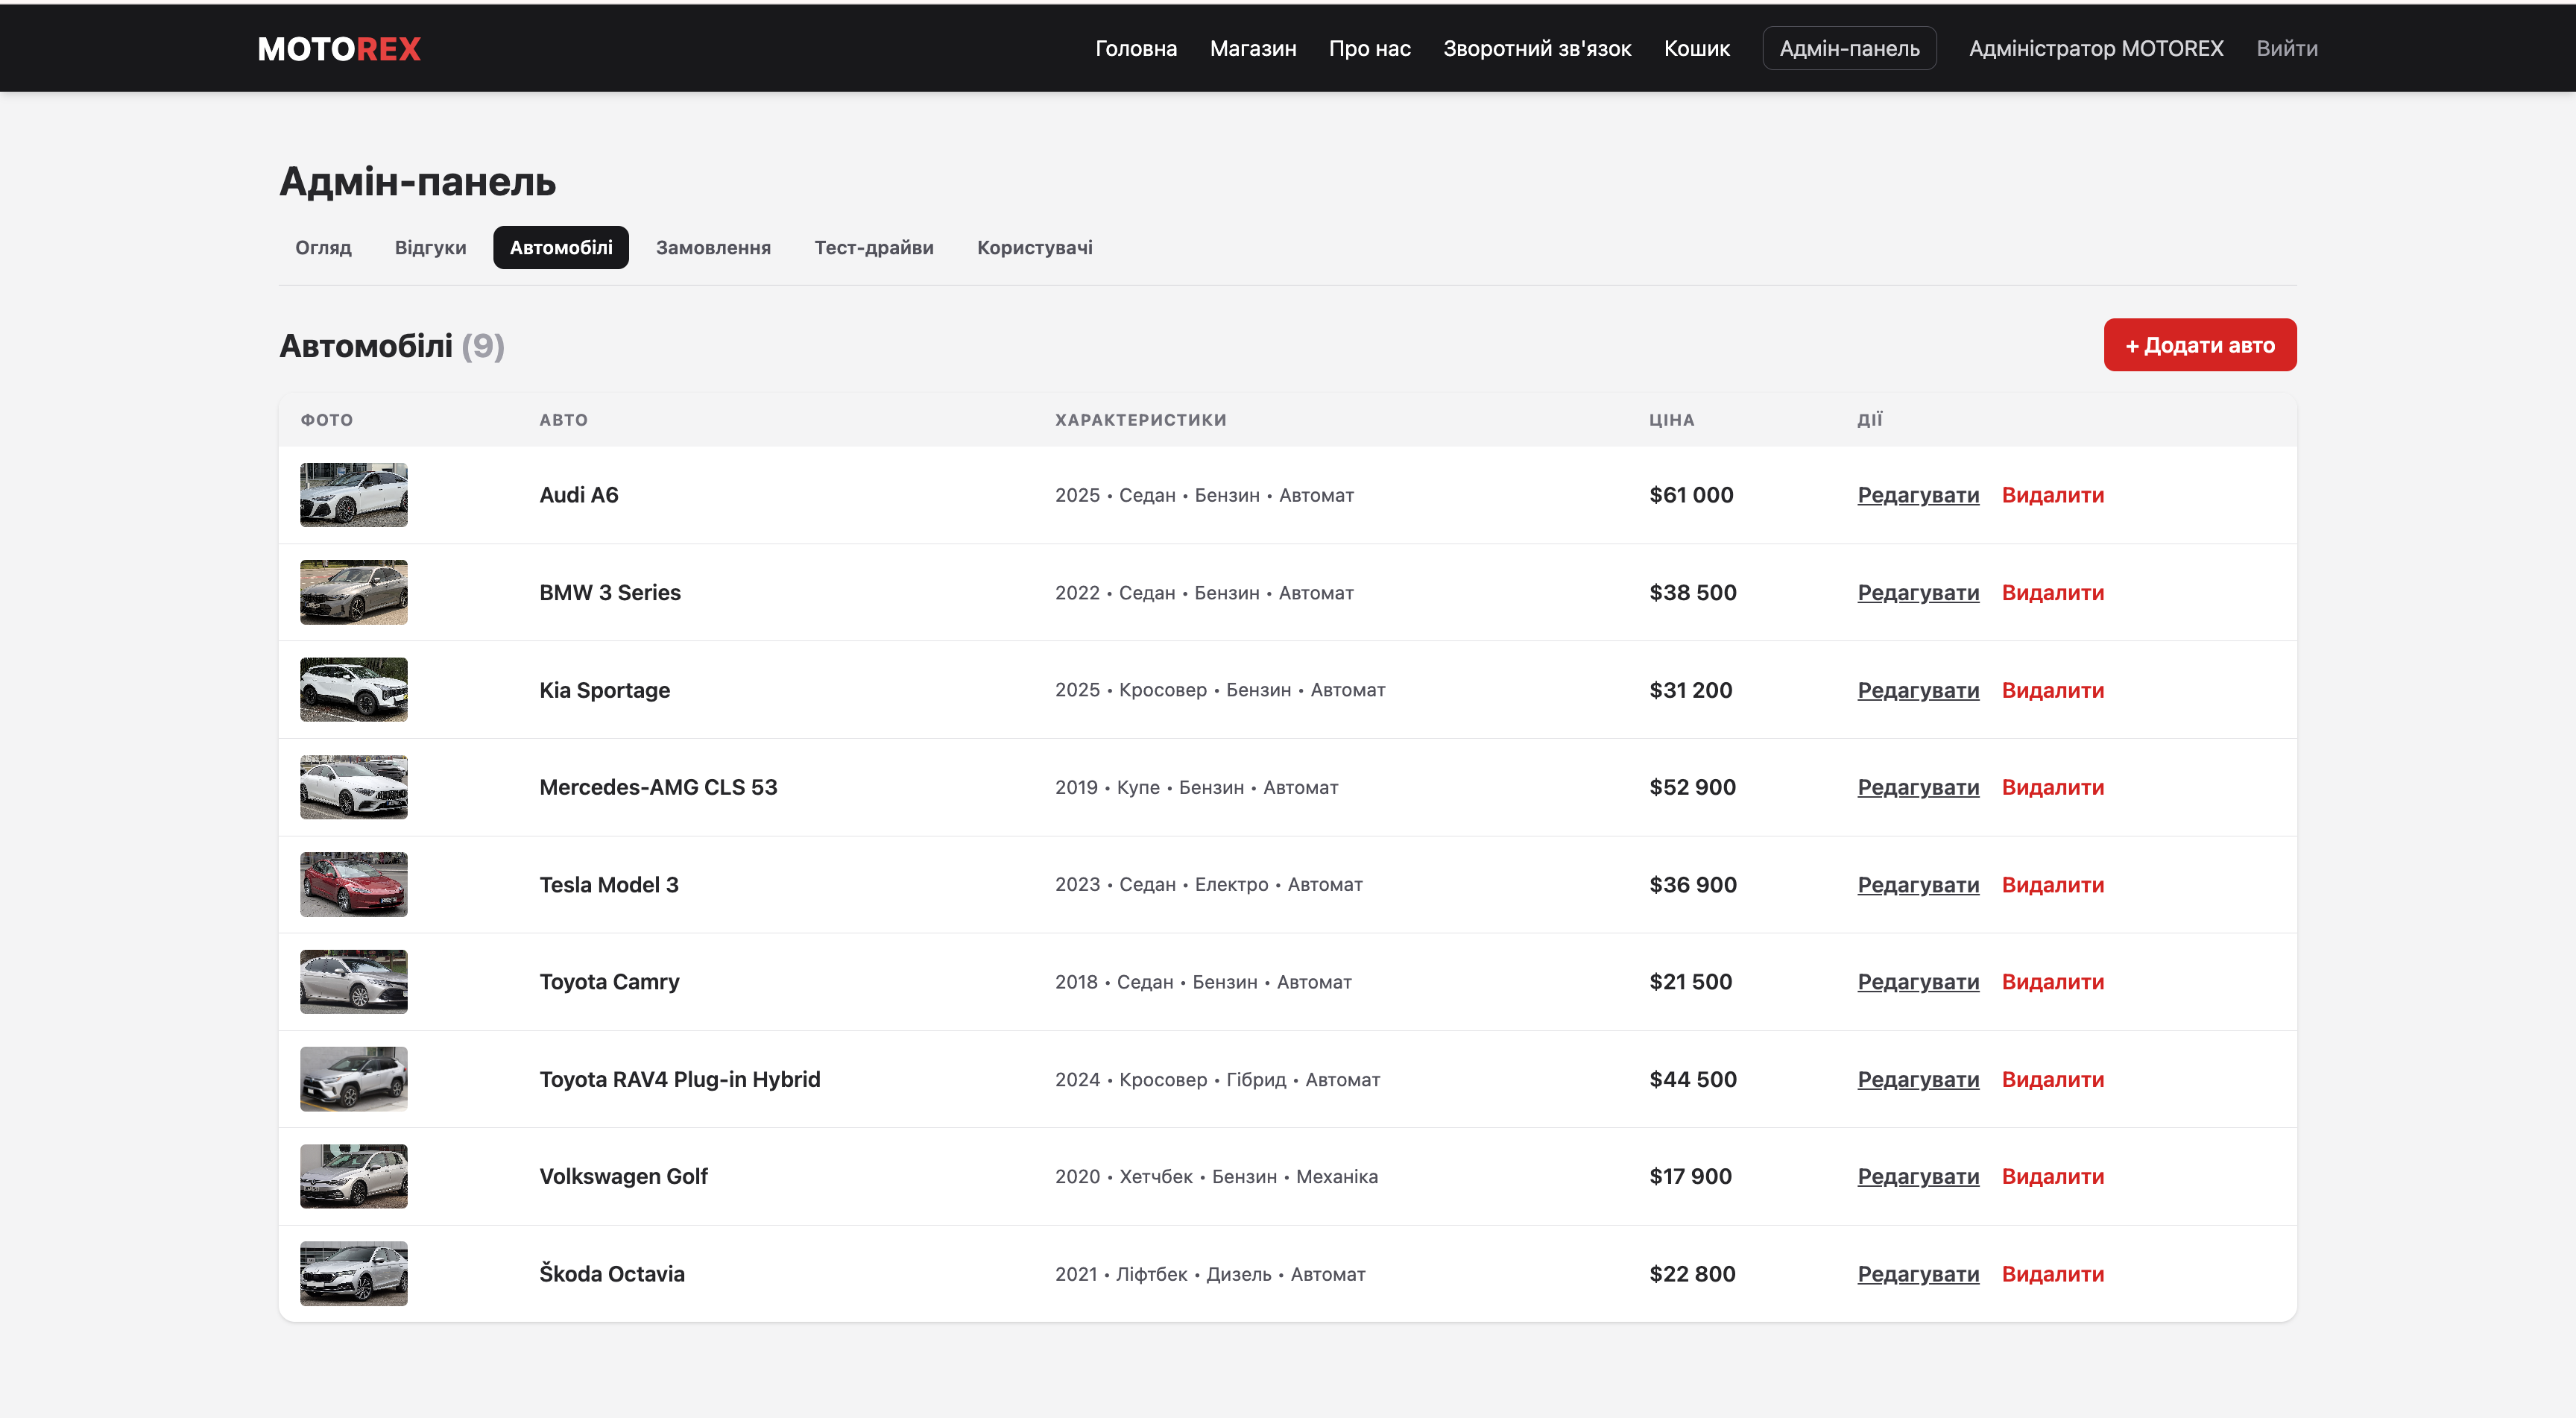 MOTOREX Головна Магазин Про нас Зворотний зв'язок Кошик Адмін-панель Адміністратор MOTOREX Вийти
Адмін-панель
Огляд Відгуки Автомобілі Замовлення Тест-драйви Користувачі
Автомобілі (9) + Додати авто
ФОТО АВТО ХАРАКТЕРИСТИКИ ЦІНА ДІЇ
Audi A6 2025 • Седан • Бензин • Автомат $61 000 Редагувати Видалити
BMW 3 Series 2022 • Седан • Бензин • Автомат $38 500 Редагувати Видалити
Kia Sportage 2025 • Кросовер • Бензин • Автомат $31 200 Редагувати Видалити
Mercedes-AMG CLS 53 2019 • Купе • Бензин • Автомат $52 900 Редагувати Видалити
Tesla Model 3 2023 • Седан • Електро • Автомат $36 900 Редагувати Видалити
Toyota Camry 2018 • Седан • Бензин • Автомат $21 500 Редагувати Видалити
Toyota RAV4 Plug-in Hybrid 2024 • Кросовер • Гібрид • Автомат $44 500 Редагувати Видалити
Volkswagen Golf 2020 • Хетчбек • Бензин • Механіка $17 900 Редагувати Видалити
Škoda Octavia 2021 • Ліфтбек • Дизель • Автомат $22 800 Редагувати Видалити